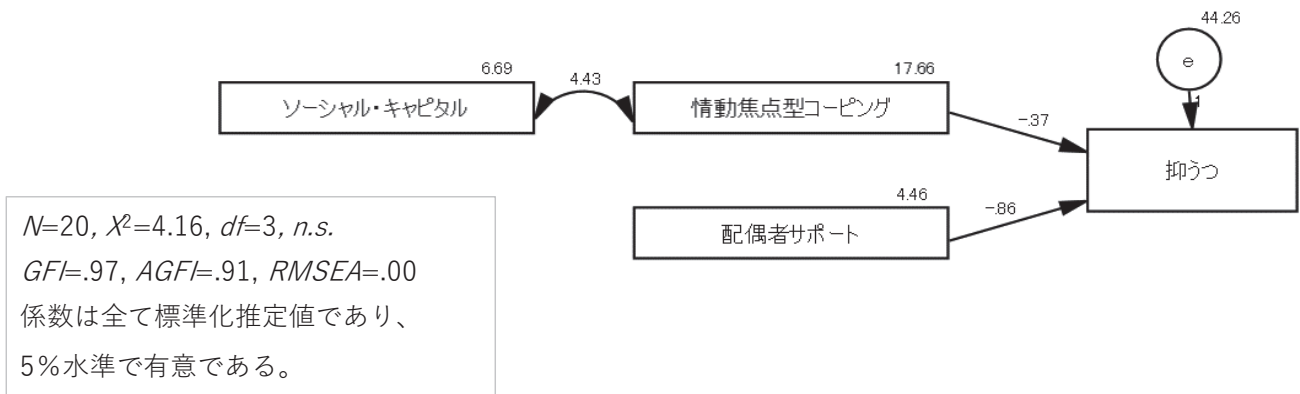 44.26
e
1
6.69
ソーシャル・キャピタル
4.43
17.66
情動焦点型コーピング
-.37
抑うつ
4.46
配偶者サポート
-.86
N=20, X²=4.16, df=3, n.s.
GFI=.97, AGFI=.91, RMSEA=.00
係数は全て標準化推定値であり、
5%水準で有意である。